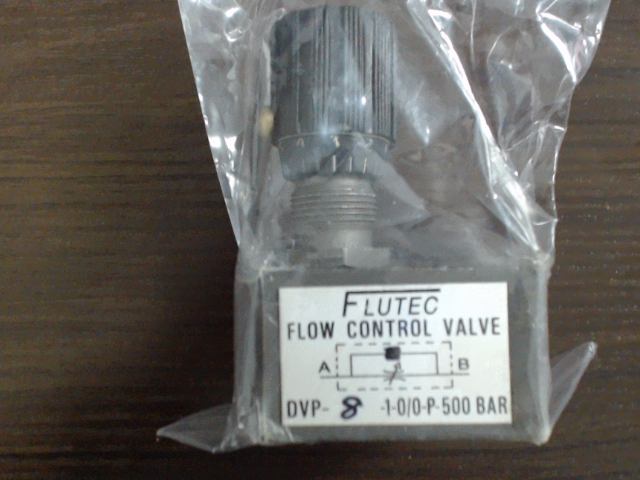 FLUTEC
FLOW CONTROL VALVE
A B
DVP- 8 -1-0/0-P-500 BAR